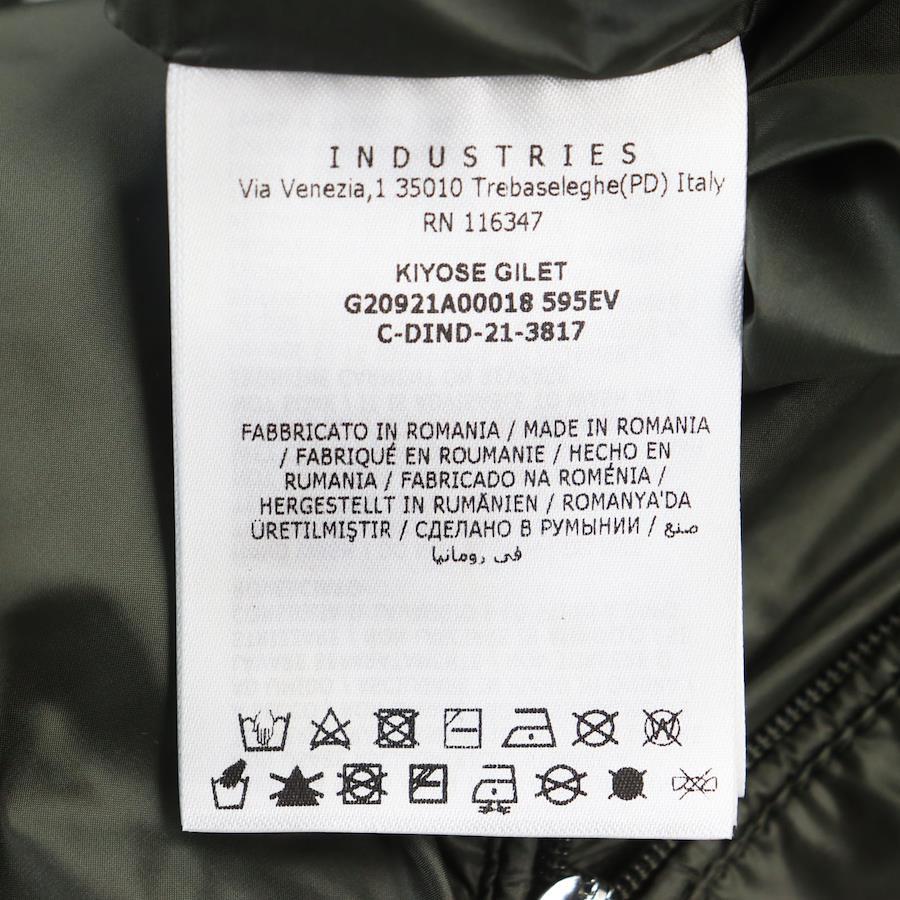 INDUSTRIES
Via Venezia,1 35010 Trebaseleghe(PD) Italy
RN 116347
KIYOSE GILET
G20921A00018 595EV
C-DIND-21-3817
FABBRICATO IN ROMANIA / MADE IN ROMANIA
/ FABRIQUÉ EN ROUMANIE / HECHO EN
RUMANIA / FABRICADO NA ROMÉNIA /
HERGESTELLT IN RUMÄNIEN / ROMANYA'DA
ÜRETILMIŞTIR / СДЕЛАНО В РУМЫНИИ / صنع
في رومانيا